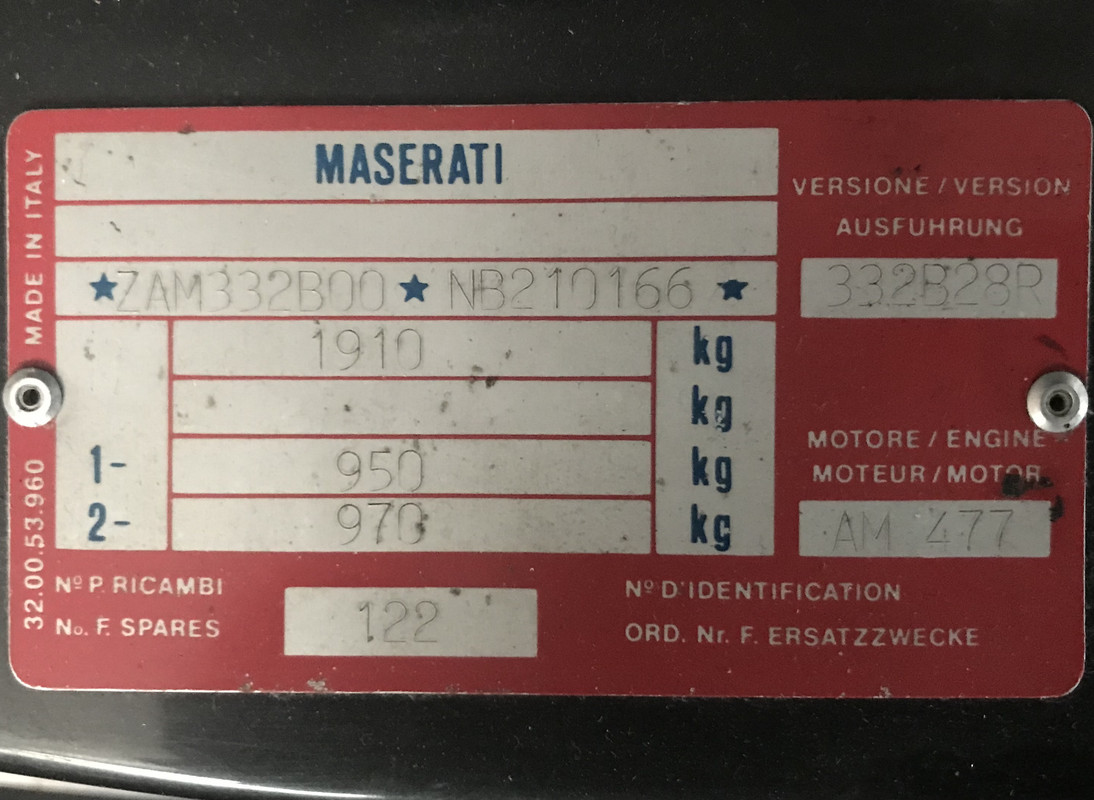 MADE IN ITALY
32.00.53.960
MASERATI
★ZAM332B00★ NB210166 ★
1910 kg
kg
1- 950 kg
2- 970 kg
Nº P. RICAMBI
No. F. SPARES
122
VERSIONE / VERSION
AUSFUHRUNG
332B28R
MOTORE / ENGINE
MOTEUR / MOTOR
AM 477
Nº D'IDENTIFICATION
ORD. Nr. F. ERSATZZWECKE